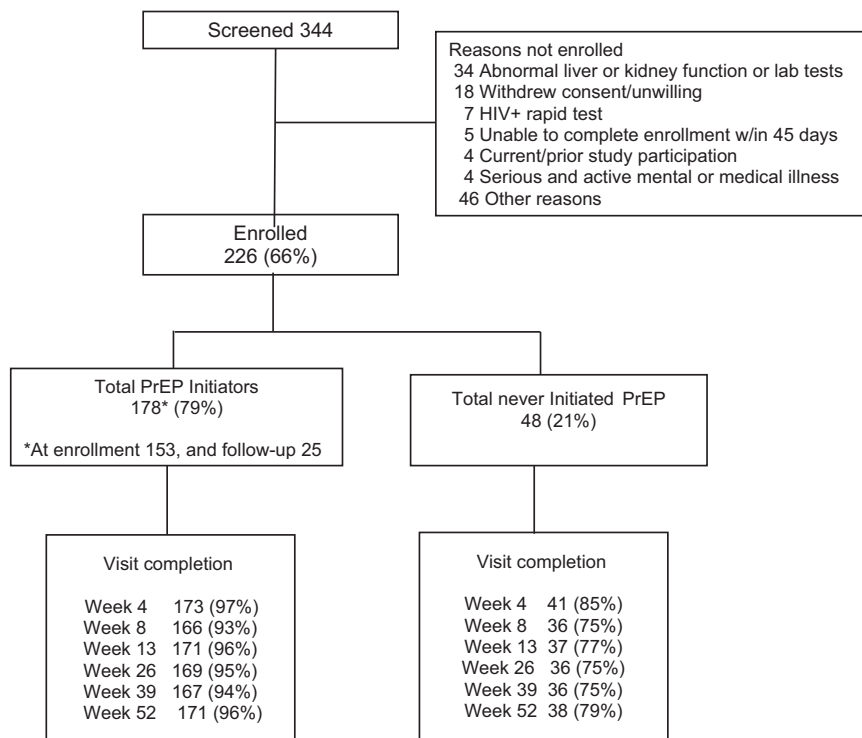 Screened 344
Reasons not enrolled
34 Abnormal liver or kidney function or lab tests
18 Withdrew consent/unwilling
7 HIV+ rapid test
5 Unable to complete enrollment w/in 45 days
4 Current/prior study participation
4 Serious and active mental or medical illness
46 Other reasons
Enrolled
226 (66%)
Total PrEP Initiators
178* (79%)
*At enrollment 153, and follow-up 25
Total never Initiated PrEP
48 (21%)
Visit completion
Week 4 173 (97%)
Week 8 166 (93%)
Week 13 171 (96%)
Week 26 169 (95%)
Week 39 167 (94%)
Week 52 171 (96%)
Visit completion
Week 4 41 (85%)
Week 8 36 (75%)
Week 13 37 (77%)
Week 26 36 (75%)
Week 39 36 (75%)
Week 52 38 (79%)